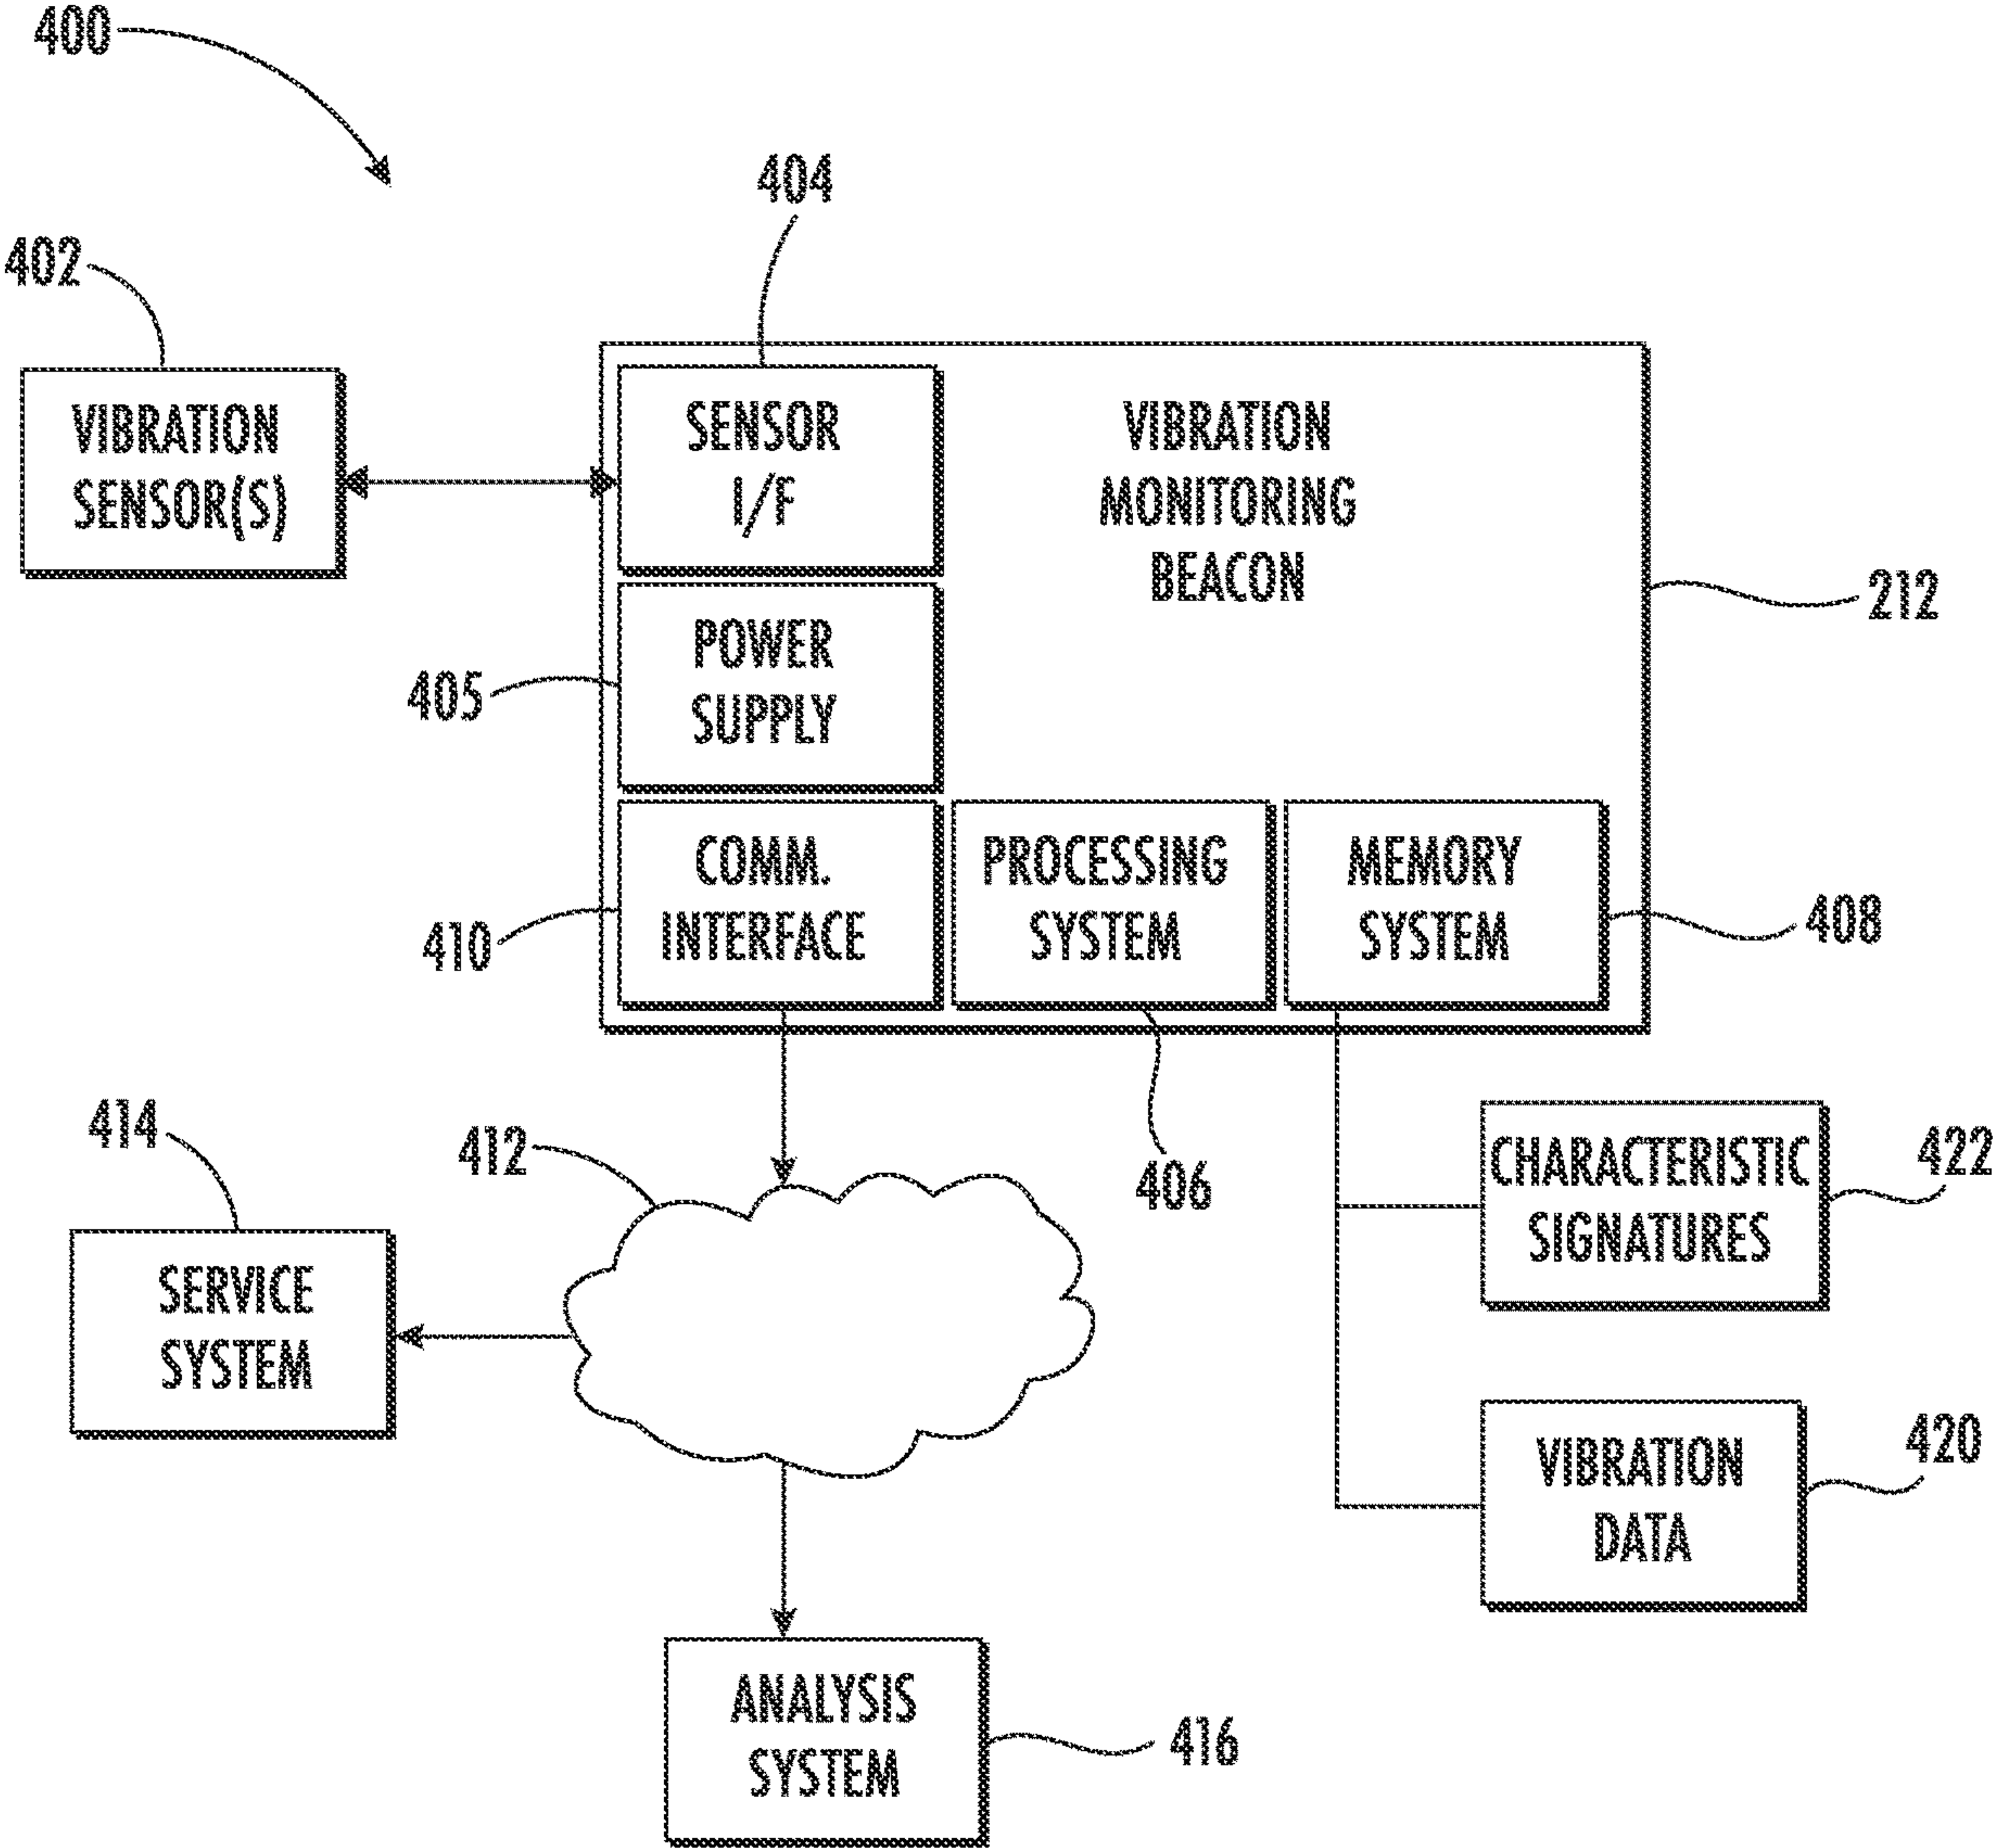 400
404
402
VIBRATION
SENSOR(S)
SENSOR
I/F
VIBRATION
MONITORING
BEACON
212
POWER
SUPPLY
405
COMM.
INTERFACE
410
PROCESSING
SYSTEM
MEMORY
SYSTEM
408
414
412
406
CHARACTERISTIC
SIGNATURES
422
SERVICE
SYSTEM
VIBRATION
DATA
420
ANALYSIS
SYSTEM
416